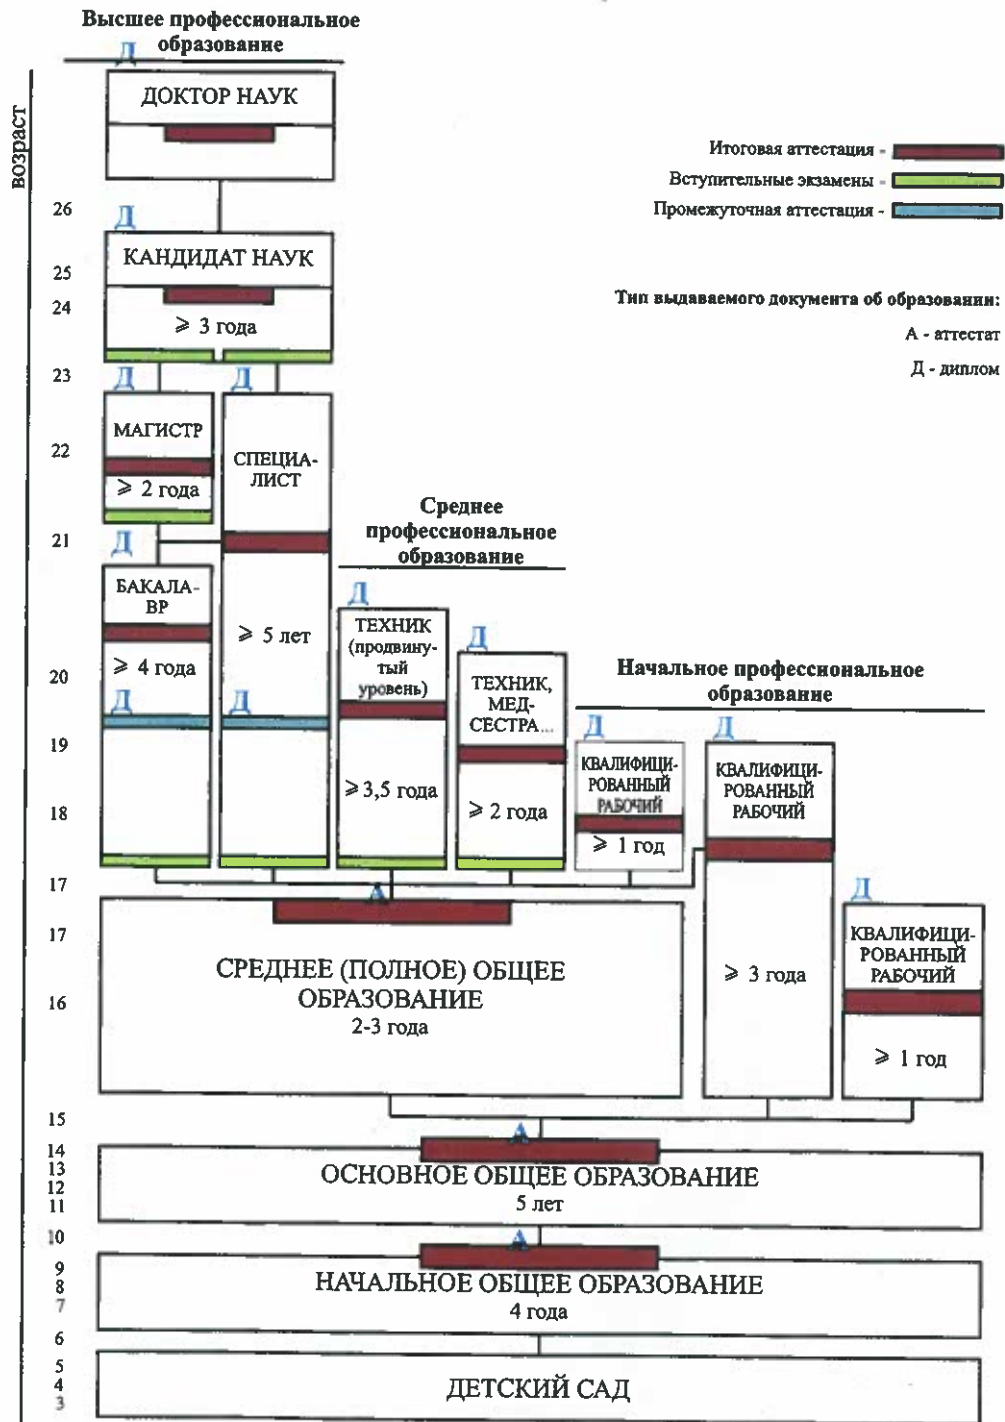 Высшее профессиональное
образование
Д
ДОКТОР НАУК
возраст
Итоговая аттестация -
Вступительные экзамены -
Промежуточная аттестация -
26
Д
КАНДИДАТ НАУК
25
24
≥ 3 года
Тип выдаваемого документа об образовании:
А - аттестат
Д - диплом
23
Д
Д
МАГИСТР
22
СПЕЦИА-
ЛИСТ
≥ 2 года
Среднее
профессиональное
образование
21
Д
БАКАЛА-
ВР
Д
ТЕХНИК
(продвину-
тый
уровень)
≥ 5 лет
≥ 4 года
Д
ТЕХНИК,
МЕД-
СЕСТРА...
20
Начальное профессиональное
образование
Д
Д
19
Д
КВАЛИФИЦИ-
РОВАННЫЙ
РАБОЧИЙ
Д
КВАЛИФИЦИ-
РОВАННЫЙ
РАБОЧИЙ
≥3,5 года
18
≥ 2 года
≥ 1 год
17
А
Д
17
КВАЛИФИЦИ-
РОВАННЫЙ
РАБОЧИЙ
СРЕДНЕЕ (ПОЛНОЕ) ОБЩЕЕ
ОБРАЗОВАНИЕ
2-3 года
≥ 3 года
16
≥ 1 год
15
14
А
13
ОСНОВНОЕ ОБЩЕЕ ОБРАЗОВАНИЕ
12
5 лет
11
10
А
9
8
НАЧАЛЬНОЕ ОБЩЕЕ ОБРАЗОВАНИЕ
7
4 года
6
5
4
ДЕТСКИЙ САД
3